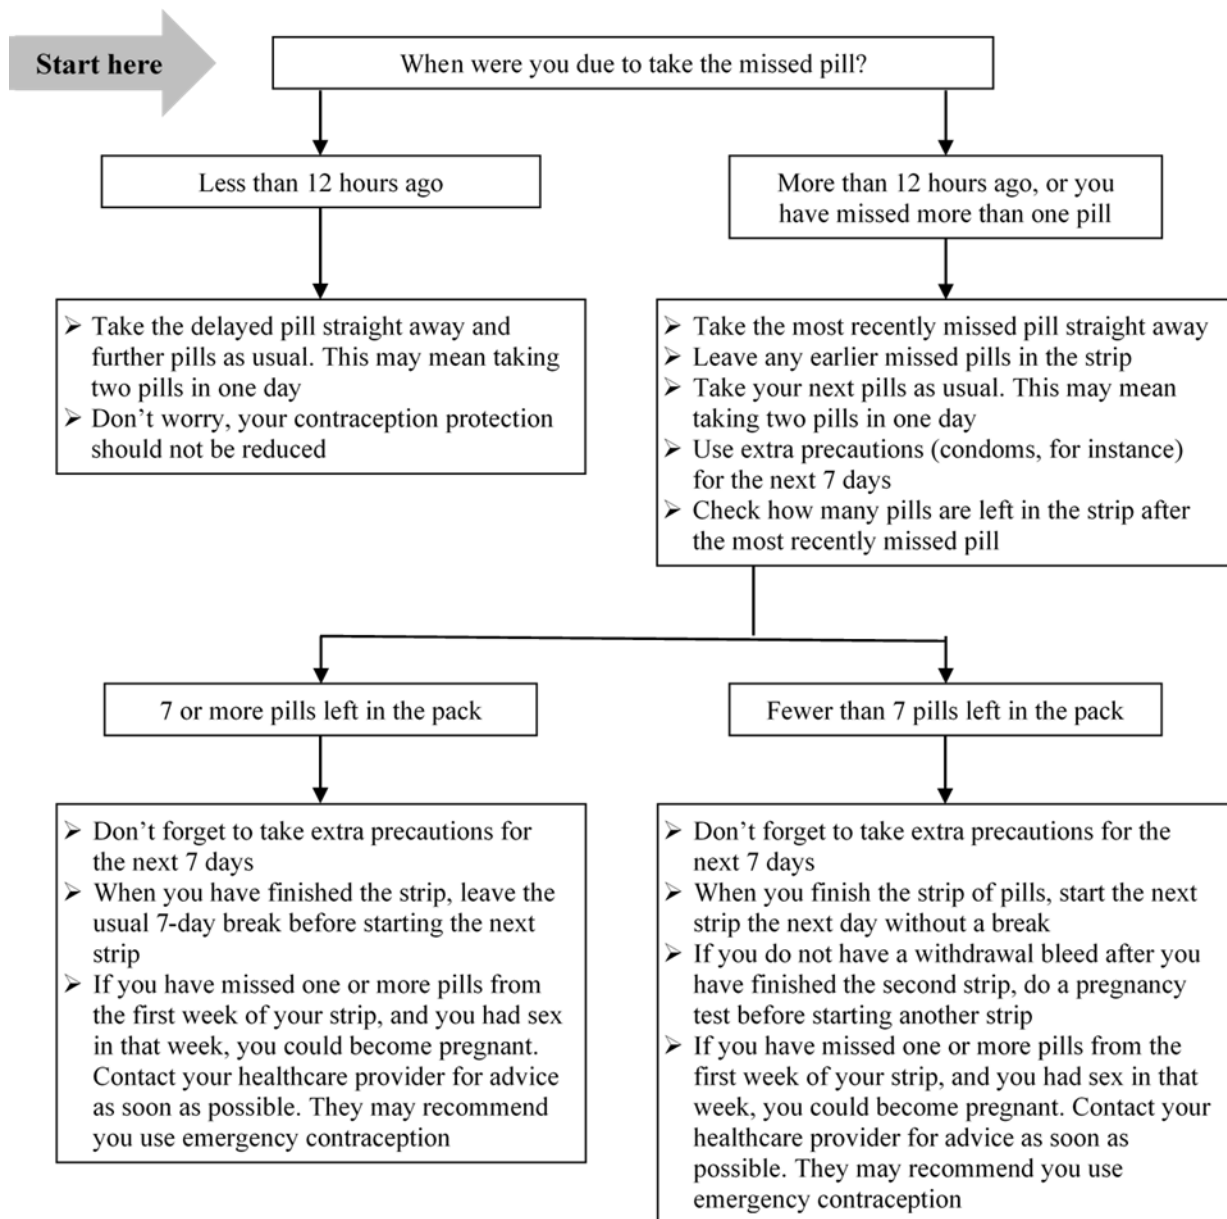 Start here
When were you due to take the missed pill?
Less than 12 hours ago
More than 12 hours ago, or you
have missed more than one pill
➢ Take the delayed pill straight away and
further pills as usual. This may mean taking
two pills in one day
➢ Don’t worry, your contraception protection
should not be reduced
➢ Take the most recently missed pill straight away
➢ Leave any earlier missed pills in the strip
➢ Take your next pills as usual. This may mean
taking two pills in one day
➢ Use extra precautions (condoms, for instance)
for the next 7 days
➢ Check how many pills are left in the strip after
the most recently missed pill
7 or more pills left in the pack
Fewer than 7 pills left in the pack
➢ Don’t forget to take extra precautions for
the next 7 days
➢ When you have finished the strip, leave the
usual 7-day break before starting the next
strip
➢ If you have missed one or more pills from
the first week of your strip, and you had sex
in that week, you could become pregnant.
Contact your healthcare provider for advice
as soon as possible. They may recommend
you use emergency contraception
➢ Don’t forget to take extra precautions for the
next 7 days
➢ When you finish the strip of pills, start the next
strip the next day without a break
➢ If you do not have a withdrawal bleed after you
have finished the second strip, do a pregnancy
test before starting another strip
➢ If you have missed one or more pills from the
first week of your strip, and you had sex in that
week, you could become pregnant. Contact your
healthcare provider for advice as soon as
possible. They may recommend you use
emergency contraception